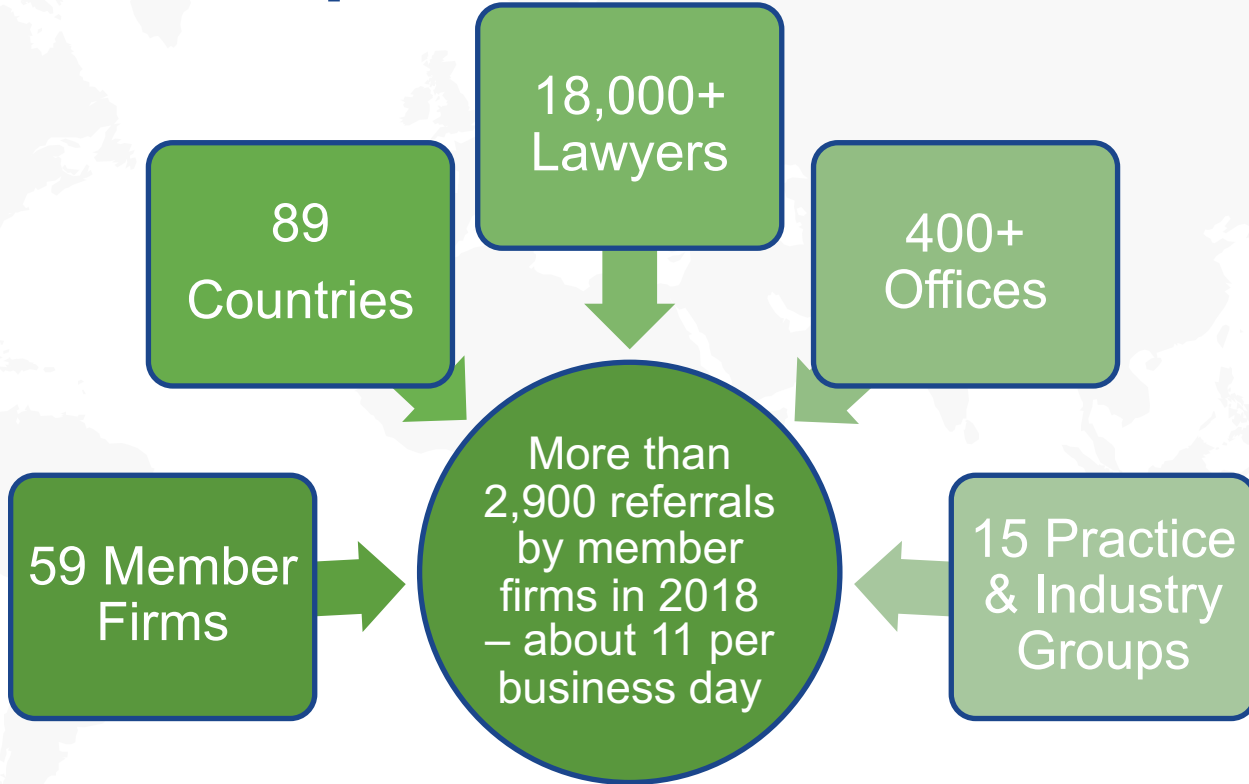 18,000+
Lawyers
89
Countries
400+
Offices
59 Member
Firms
More than
2,900 referrals
by member
firms in 2018
– about 11 per
business day
15 Practice
& Industry
Groups